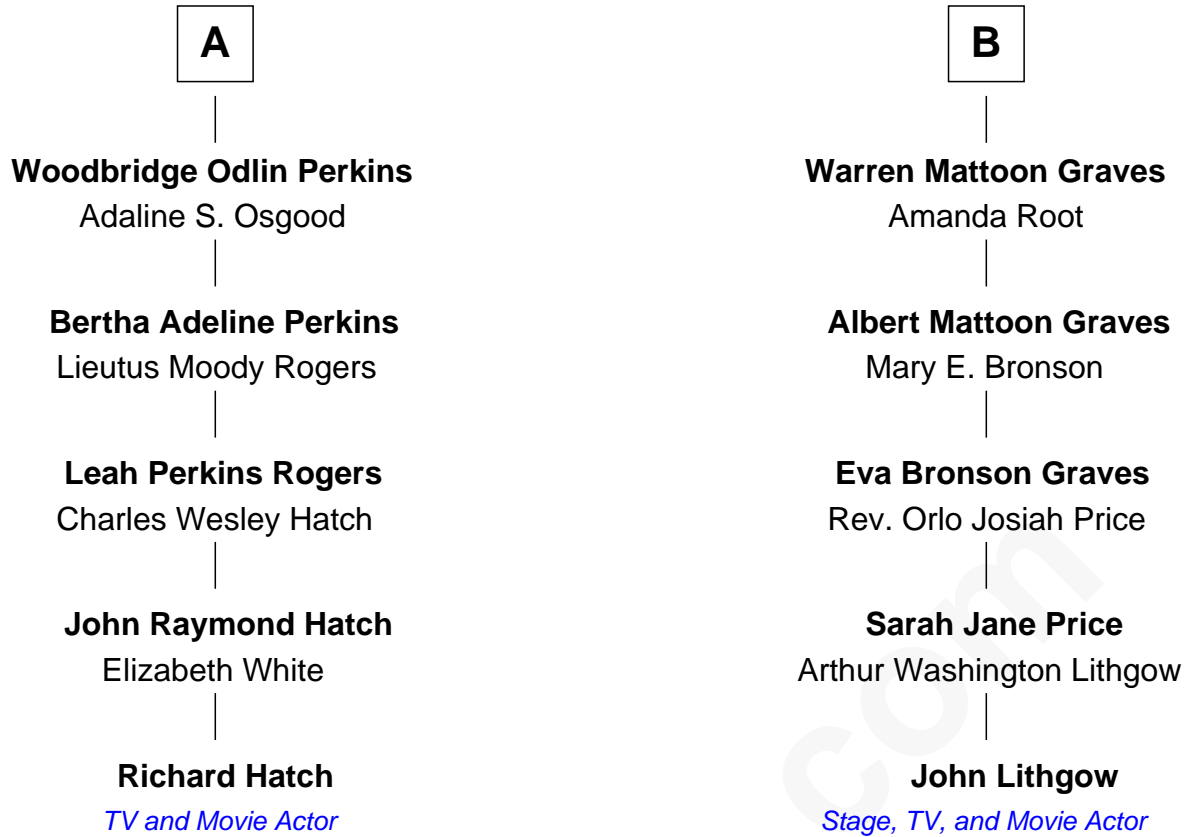 A
Woodbridge Odlin Perkins
Adaline S. Osgood
Bertha Adeline Perkins
Lieutus Moody Rogers
Leah Perkins Rogers
Charles Wesley Hatch
John Raymond Hatch
Elizabeth White
Richard Hatch
TV and Movie Actor
B
Warren Mattoon Graves
Amanda Root
Albert Mattoon Graves
Mary E. Bronson
Eva Bronson Graves
Rev. Orlo Josiah Price
Sarah Jane Price
Arthur Washington Lithgow
John Lithgow
Stage, TV, and Movie Actor
com